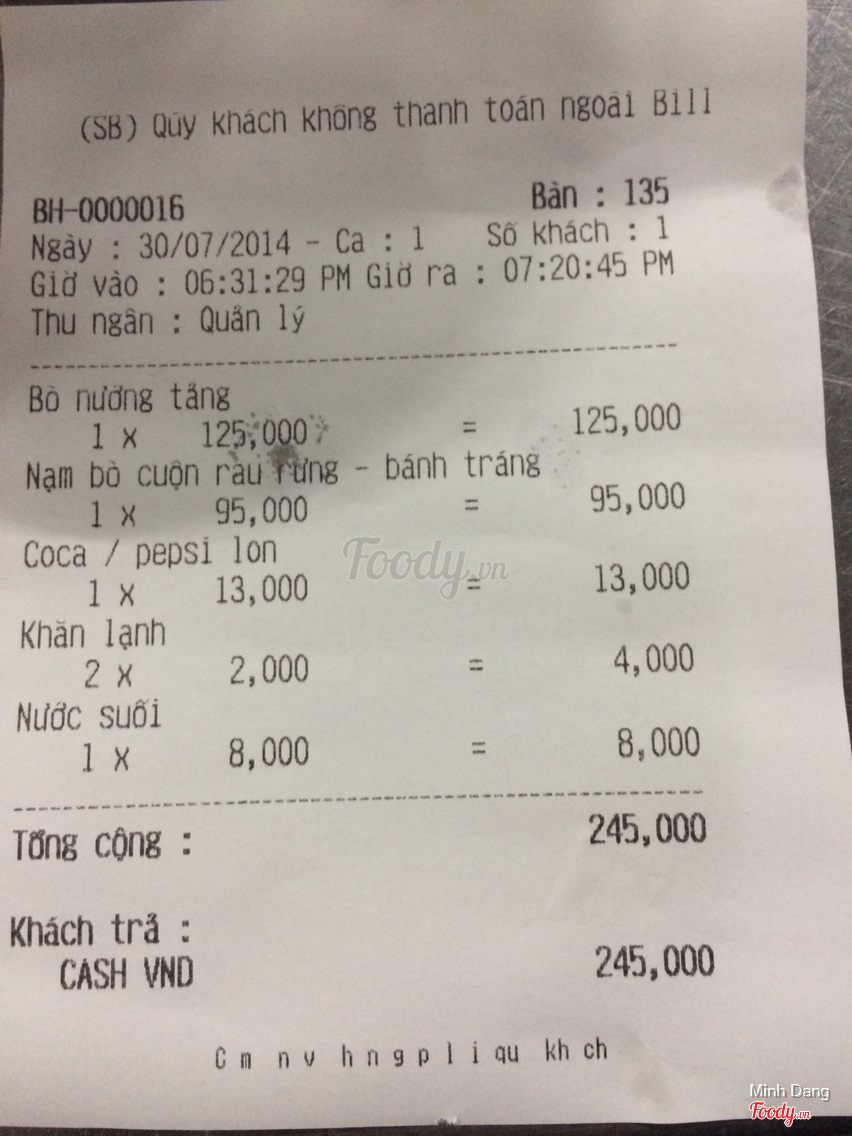 (SB) Qúy khách không thanh toán ngoài Bill
BH-0000016 Bàn : 135
Ngày : 30/07/2014 - Ca : 1 Số khách : 1
Giờ vào : 06:31:29 PM Giờ ra : 07:20:45 PM
Thu ngân : Quản lý
Bò nướng tảng
1 x 125,000 = 125,000
Nạm bò cuộn rau rừng - bánh tráng
1 x 95,000 = 95,000
Coca / pepsi lon
1 x 13,000 = 13,000
Khăn lạnh
2 x 2,000 = 4,000
Nước suối
1 x 8,000 = 8,000
Tổng cộng : 245,000
Khách trả :
CASH VND 245,000
C m n v h n g p l i qu kh ch
Foody.vn
Minh Dang
Foody.vn